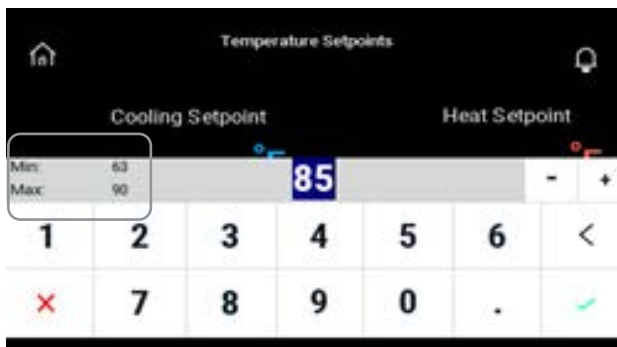 Temperature Setpoints
Cooling Setpoint Heat Setpoint
°F °F
Min: 63
Max: 90
85
- +
1 2 3 4 5 6 <
7 8 9 0 .